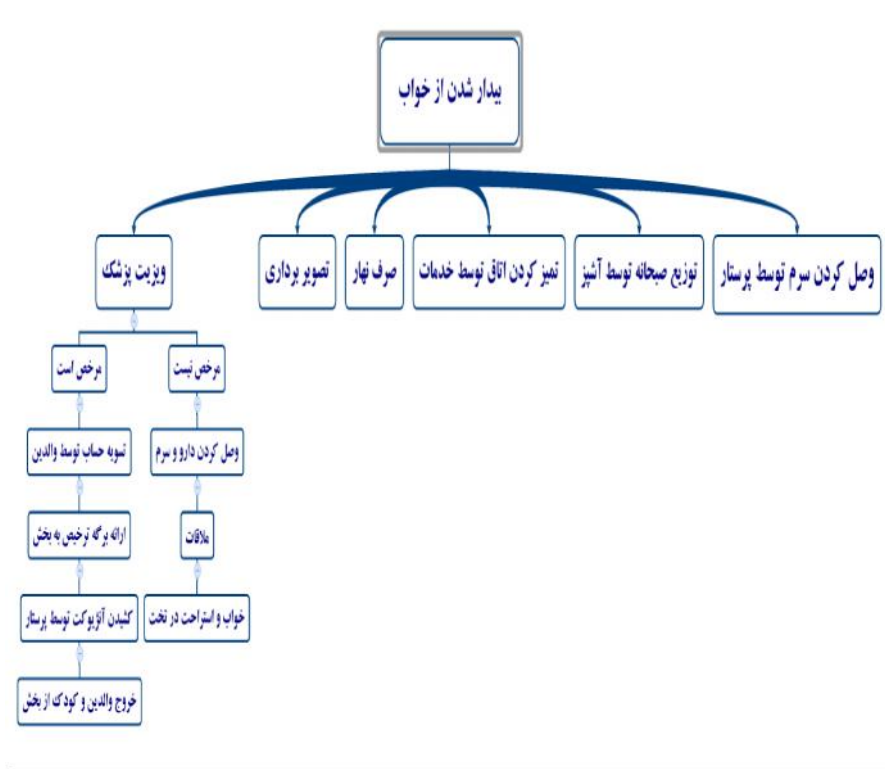 بیدار شدن از خواب
وصل کردن سرم توسط پرستار
توزیع صبحانه توسط آشپز
تمیز کردن اتاق توسط خدمات
صرف نهار
تصویر برداری
ویزیت پزشک
مرخص نیست
مرخص است
وصل کردن دارو و سرم
تسویه حساب توسط والدین
ملاقات
ارائه برگه ترخیص به بخش
خواب و استراحت در تخت
کشیدن آنژیوکت توسط پرستار
خروج والدین و کودک از بخش